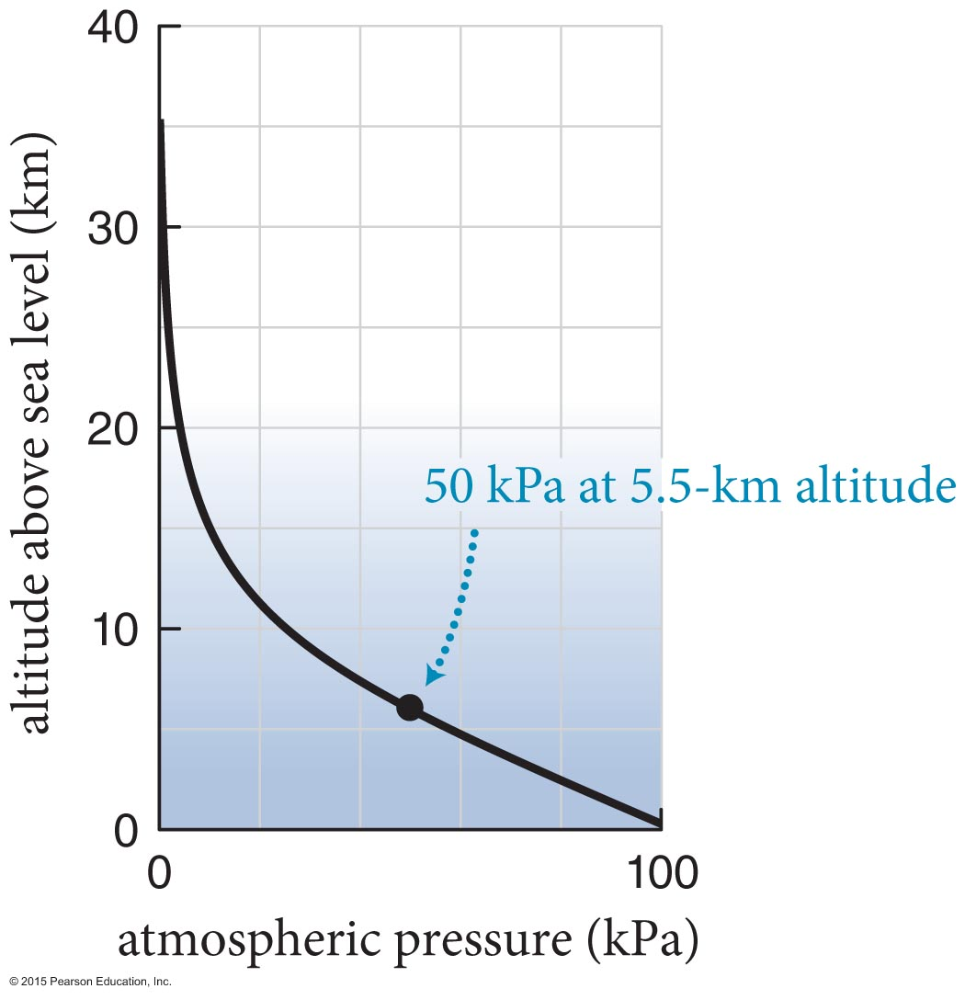 40
30
20
10
0
altitude above sea level (km)
50 kPa at 5.5-km altitude
0
100
atmospheric pressure (kPa)
© 2015 Pearson Education, Inc.